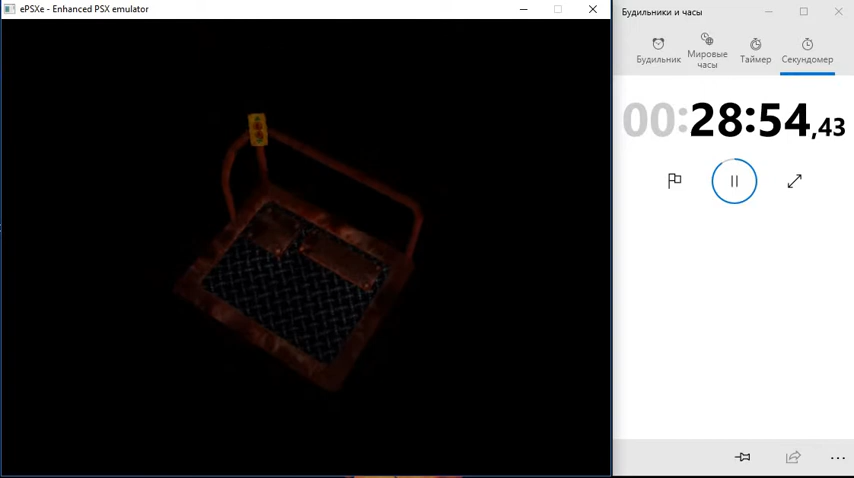 ePSXe - Enhanced PSX emulator
Будильники и часы
Будильник
Мировые
часы
Таймер
Секундомер
00:28:54,43